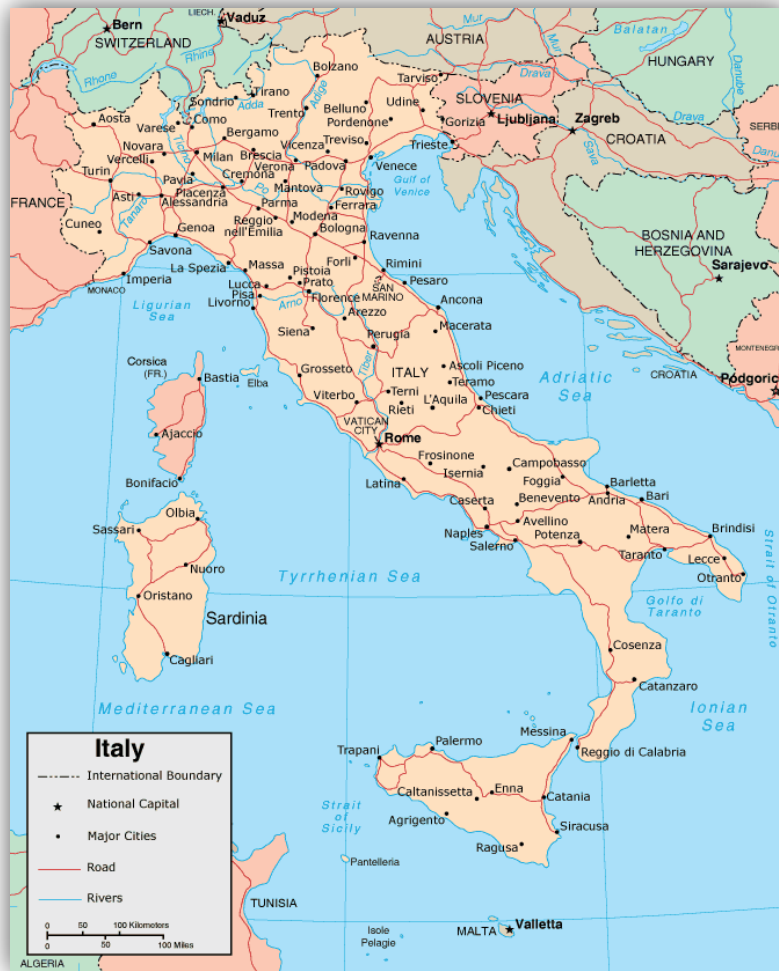 Bern
LIECH.
Vaduz
SWITZERLAND
AUSTRIA
Mur
Mur
Balaton
HUNGARY
Danube
Rhine
Rhone
Rhine
Bolzano
Tarviso
Drava
Tirano
Sondrio
Adda
Adige
Aosta
Trento
Belluno
Udine
Pordenone
SLOVENIA
Drava
Varese
Como
Gorizia
Ljubljana
Zagreb
SERBI
Bergamo
Treviso
Trieste
CROATIA
Novara
Milan
Brescia
Vicenza
Venece
Sava
Danu
Vercelli
Ticino
Verona
Padova
Turin
Pavia
Cremona
Mantova
Rovigo
Gulf of
Venice
Asti
Piacenza
Po
Ferrara
FRANCE
Tanaro
Alessandria
Parma
Modena
Cuneo
Genoa
Reggio
nell'Emilia
Bologna
Ravenna
BOSNIA AND
HERZEGOVINA
Savona
La Spezia
Massa
Forli
Rimini
Sarajevo
Imperia
Pistoia
Prato
SAN
MARINO
Pesaro
MONACO
Lucca
Pisa
Florence
Ligurian
Sea
Livorno
Arno
Arezzo
Ancona
Siena
Macerata
Perugia
MONTENEGR
Corsica
(FR.)
Bastia
Elba
Grosseto
Tiber
ITALY
Ascoli Piceno
Teramo
Adriatic
Sea
CROATIA
Podgoric
Viterbo
Terni
Rieti
L'Aquila
Pescara
Chieti
VATICAN
CITY
Ajaccio
Rome
Frosinone
Isernia
Campobasso
Bonifacio
Latina
Foggia
Barletta
Caserta
Benevento
Andria
Bari
Olbia
Sassari
Naples
Avellino
Matera
Brindisi
Salerno
Potenza
Taranto
Lecce
Otranto
Strait of Otranto
Nuoro
Tyrrhenian Sea
Oristano
Golfo di
Taranto
Sardinia
Cosenza
Cagliari
Catanzaro
Mediterranean Sea
Ionian
Sea
Messina
Reggio di Calabria
Trapani
Palermo
Caltanissetta
Enna
Catania
Strait
of
Sicily
Agrigento
Siracusa
Ragusa
Pantelleria
TUNISIA
Isole
Pelagie
MALTA
Valletta
ALGERIA
Italy
International Boundary
National Capital
Major Cities
Road
Rivers
0 50 100 Kilometers
0 50 100 Miles